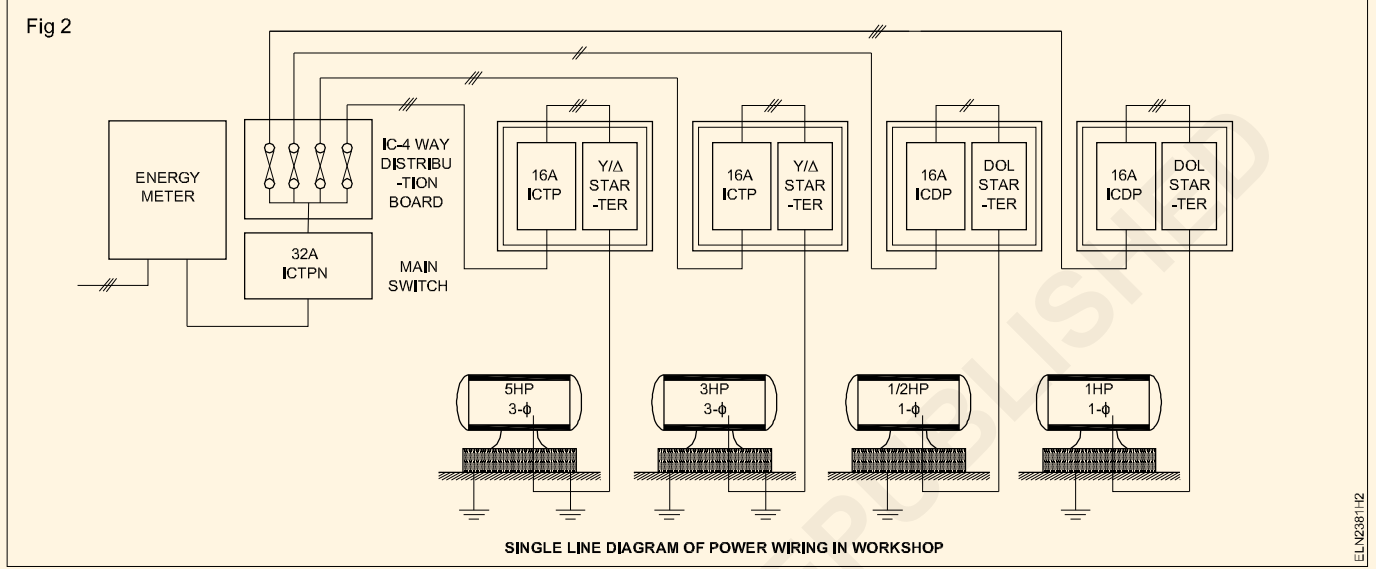 Fig 2
ENERGY
METER
IC-4 WAY
DISTRIBU
-TION
BOARD
32A
ICTPN
MAIN
SWITCH
16A
ICTP
Y/Δ
STAR
-TER
16A
ICTP
Y/Δ
STAR
-TER
16A
ICDP
DOL
STAR
-TER
16A
ICDP
DOL
STAR
-TER
5HP
3-ϕ
3HP
3-ϕ
1/2HP
1-ϕ
1HP
1-ϕ
SINGLE LINE DIAGRAM OF POWER WIRING IN WORKSHOP
ELN2381H2